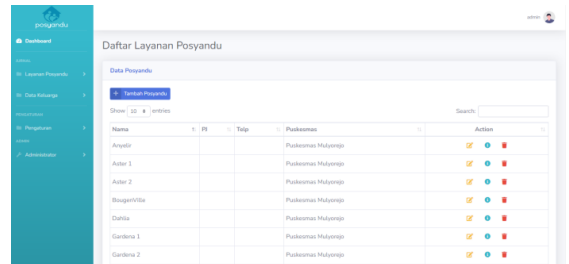 posyandu
admin
Dashboard
Daftar Layanan Posyandu
Layanan Posyandu
Data Posyandu
Data Keluarga
+ Tambah Posyandu
Show 10 entries
Search:
Pengaturan
Nama PJ Telp Puskesmas Action
Administrator
Anyelir Puskesmas Mulyorejo
Aster 1 Puskesmas Mulyorejo
Aster 2 Puskesmas Mulyorejo
BougenVille Puskesmas Mulyorejo
Dahlia Puskesmas Mulyorejo
Gardena 1 Puskesmas Mulyorejo
Gardena 2 Puskesmas Mulyorejo